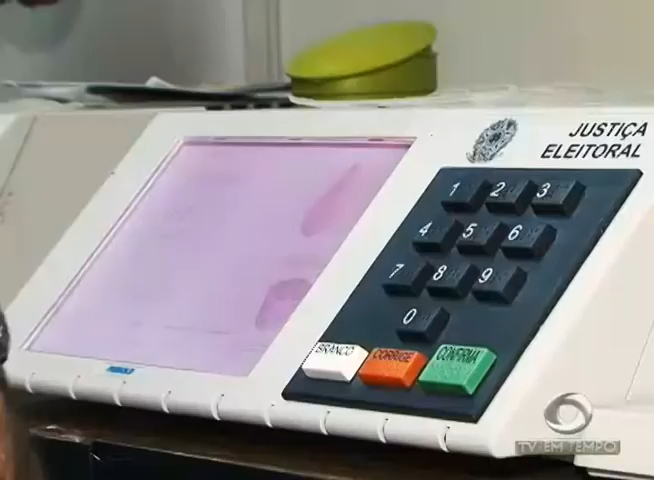 JUSTIÇA
ELEITORAL
1 2 3
4 5 6
7 8 9
0
BRANCO CORRIGE CONFIRMA
TV EM TEMPO